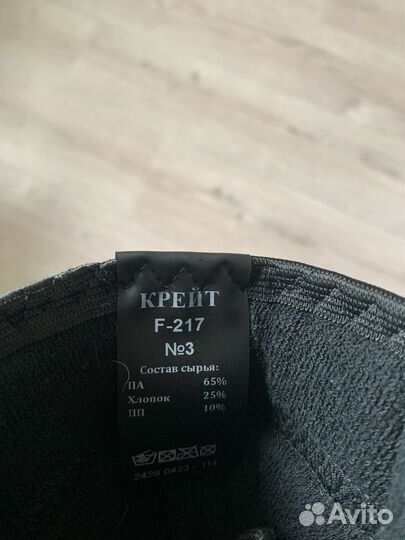 КРЕЙТ
F-217
№3
Состав сырья:
ПА 65%
Хлопок 25%
ПП 10%
2429 0423 - 114
Avito